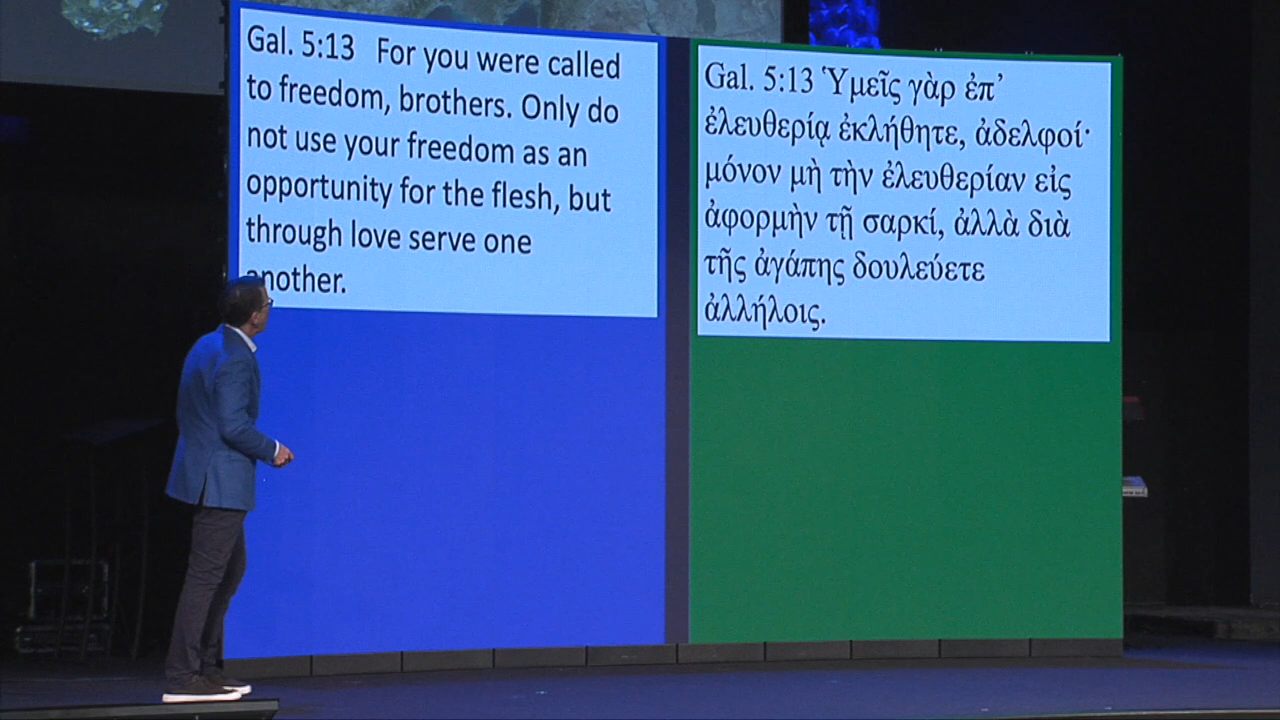 Gal. 5:13 For you were called
to freedom, brothers. Only do
not use your freedom as an
opportunity for the flesh, but
through love serve one
another.
Gal. 5:13 Ὑμεῖς γὰρ ἐπ’
ἐλευθερίᾳ ἐκλήθητε, ἀδελφοί·
μόνον μὴ τὴν ἐλευθερίαν εἰς
ἀφορμὴν τῇ σαρκί, ἀλλὰ διὰ
τῆς ἀγάπης δουλεύετε
ἀλλήλοις.